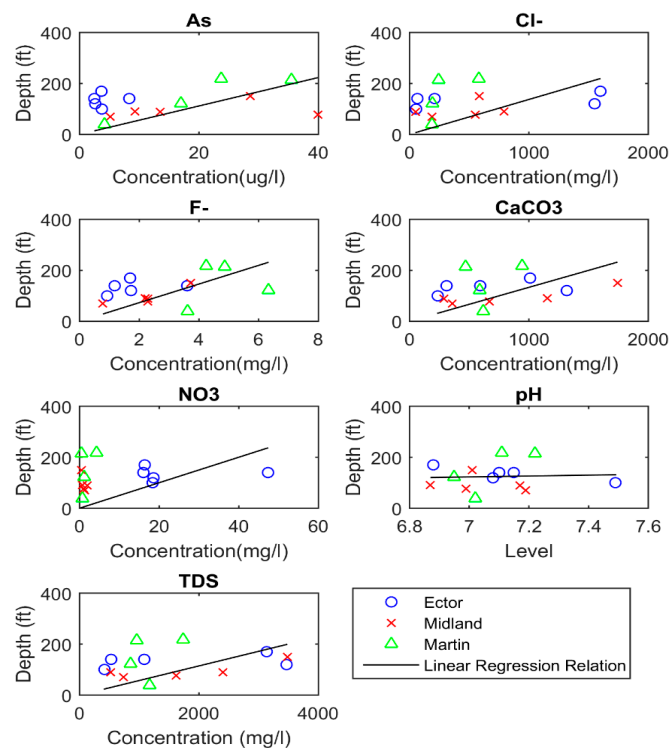 As
Depth (ft)
400
200
0
0 20 40
Concentration(ug/l)
Cl-
Depth (ft)
400
200
0
0 1000 2000
Concentration(mg/l)
F-
Depth (ft)
400
200
0
0 2 4 6 8
Concentration(mg/l)
CaCO3
Depth (ft)
400
200
0
0 1000 2000
Concentration(mg/l)
NO3
Depth (ft)
400
200
0
0 20 40 60
Concentration(mg/l)
pH
Depth (ft)
400
200
0
6.8 7 7.2 7.4 7.6
Level
TDS
Depth (ft)
400
200
0
0 2000 4000
Concentration (mg/l)
Ector
Midland
Martin
Linear Regression Relation